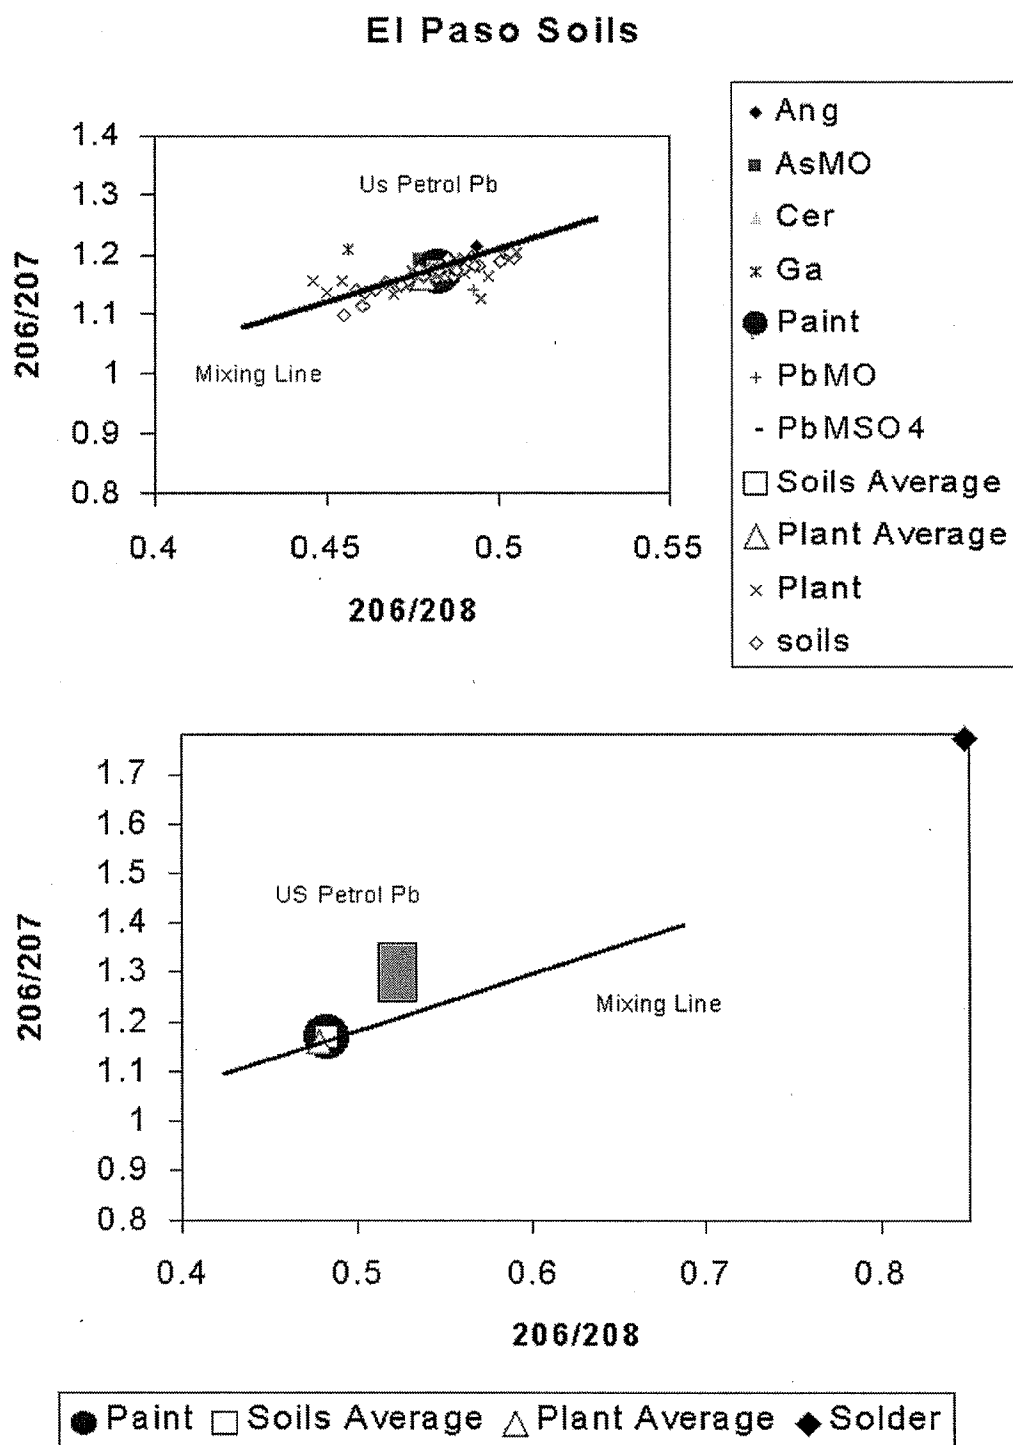 El Paso Soils
1.4
1.3
1.2
1.1
1
0.9
0.8
206/207
Us Petrol Pb
Mixing Line
0.4 0.45 0.5 0.55
206/208
Ang
AsMO
Cer
Ga
Paint
PbMO
PbMSO4
Soils Average
Plant Average
Plant
soils
1.7
1.6
1.5
1.4
1.3
1.2
1.1
1
0.9
0.8
206/207
US Petrol Pb
Mixing Line
0.4 0.5 0.6 0.7 0.8
206/208
Paint Soils Average Plant Average Solder